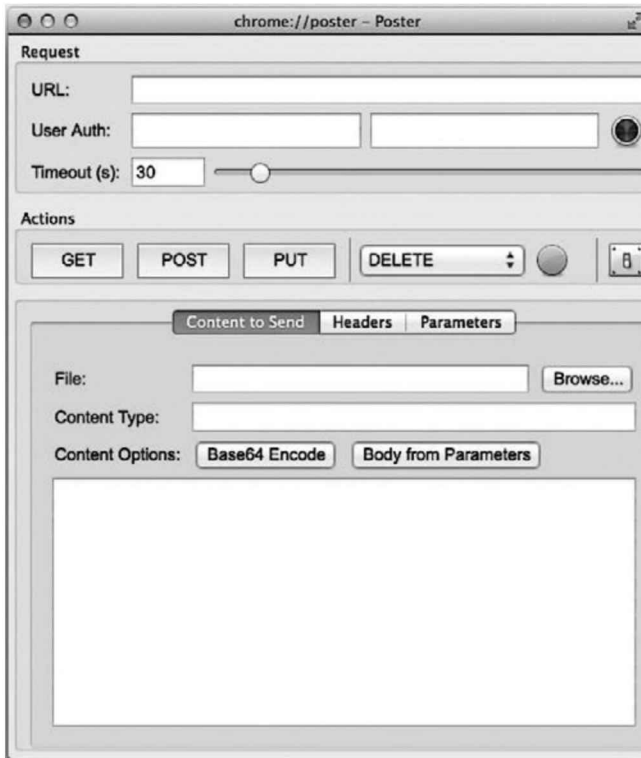 chrome://poster – Poster
Request
URL:
User Auth:
Timeout (s): 30
Actions
GET POST PUT DELETE
Content to Send Headers Parameters
File: Browse...
Content Type:
Content Options: Base64 Encode Body from Parameters